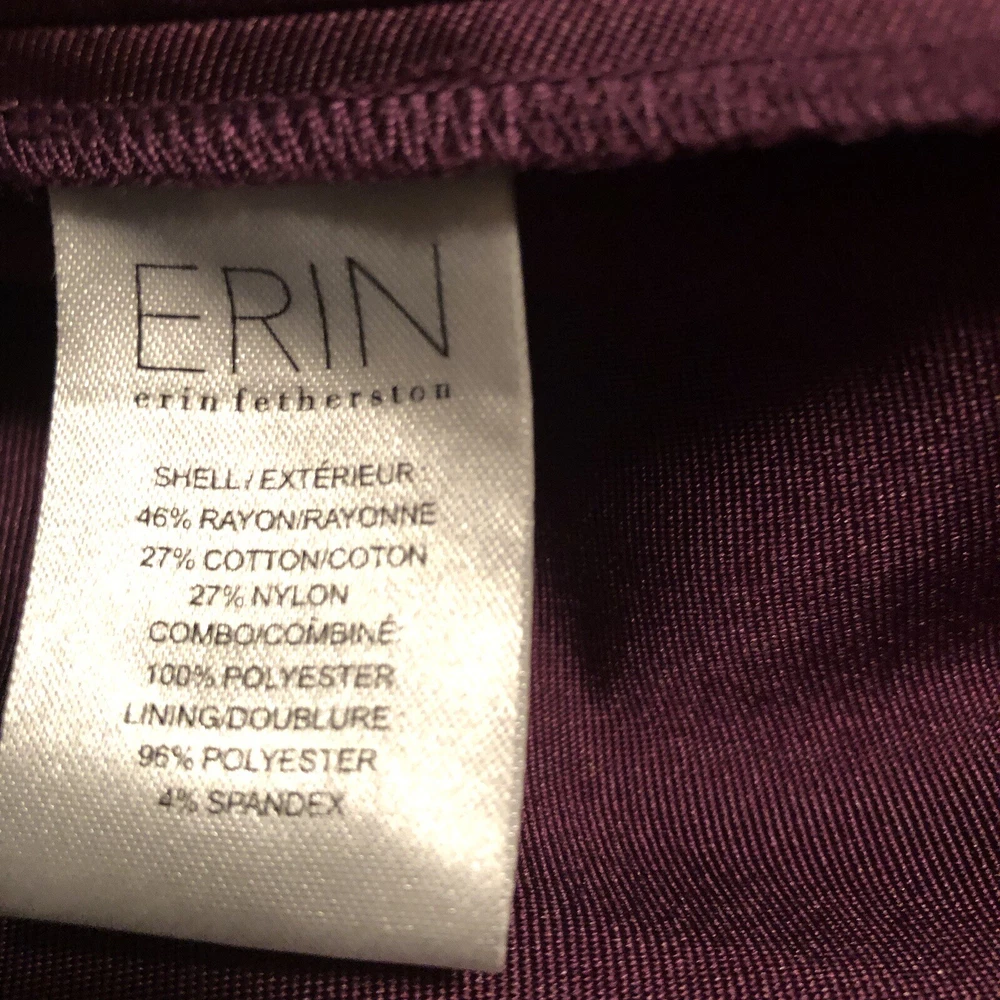 ERIN
erin fetherston
SHELL/EXTÉRIEUR
46% RAYON/RAYONNE
27% COTTON/COTON
27% NYLON
COMBO/COMBINÉ
100% POLYESTER
LINING/DOUBLURE
96% POLYESTER
4% SPANDEX